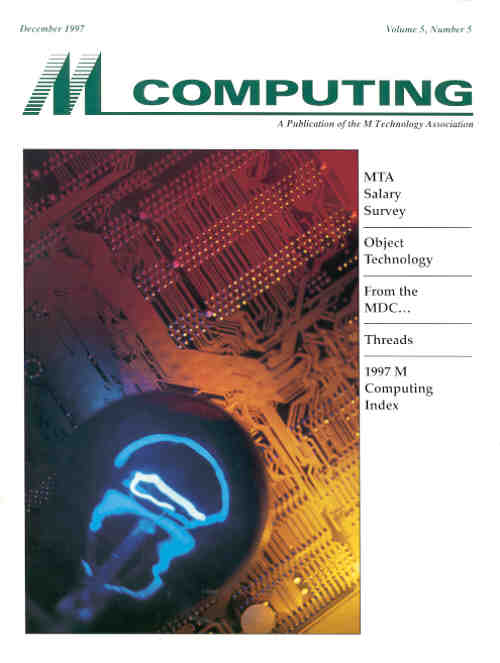 December 1997
Volume 5, Number 5
M COMPUTING
A Publication of the M Technology Association
MTA
Salary
Survey
Object
Technology
From the
MDC...
Threads
1997 M
Computing
Index